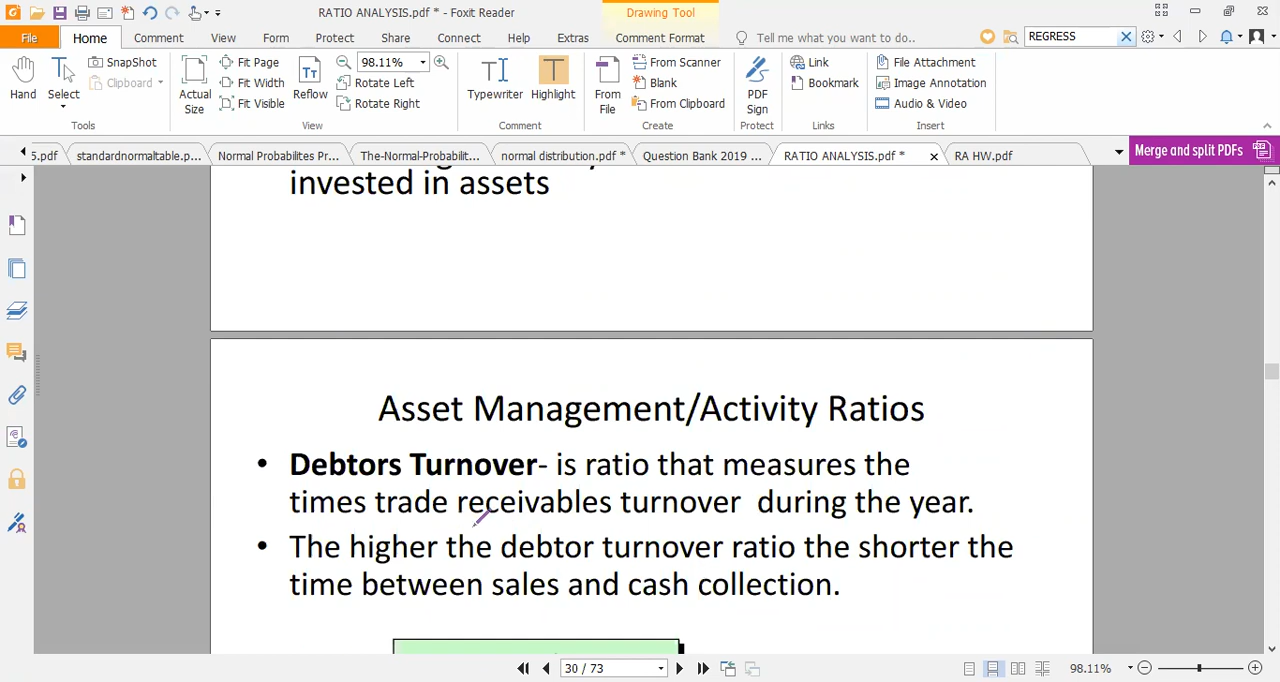 RATIO ANALYSIS.pdf * - Foxit Reader
Drawing Tool
File Home Comment View Form Protect Share Connect Help Extras Comment Format Tell me what you want to do.. REGRESS
Hand
Select
SnapShot
Clipboard
Tools
Actual Size
Fit Page
Fit Width
Fit Visible
Reflow
98.11%
Rotate Left
Rotate Right
View
Typewriter
Highlight
Comment
From File
From Scanner
Blank
From Clipboard
Create
PDF Sign
Protect
Link
Bookmark
Links
File Attachment
Image Annotation
Audio & Video
Insert
5.pdf standardnormaltable.p... Normal Probabilites Pr... The-Normal-Probabilit... normal distribution.pdf * Question Bank 2019 ... RATIO ANALYSIS.pdf * RA HW.pdf Merge and split PDFs
invested in assets
Asset Management/Activity Ratios
• Debtors Turnover- is ratio that measures the
times trade receivables turnover during the year.
• The higher the debtor turnover ratio the shorter the
time between sales and cash collection.
30 / 73
98.11%